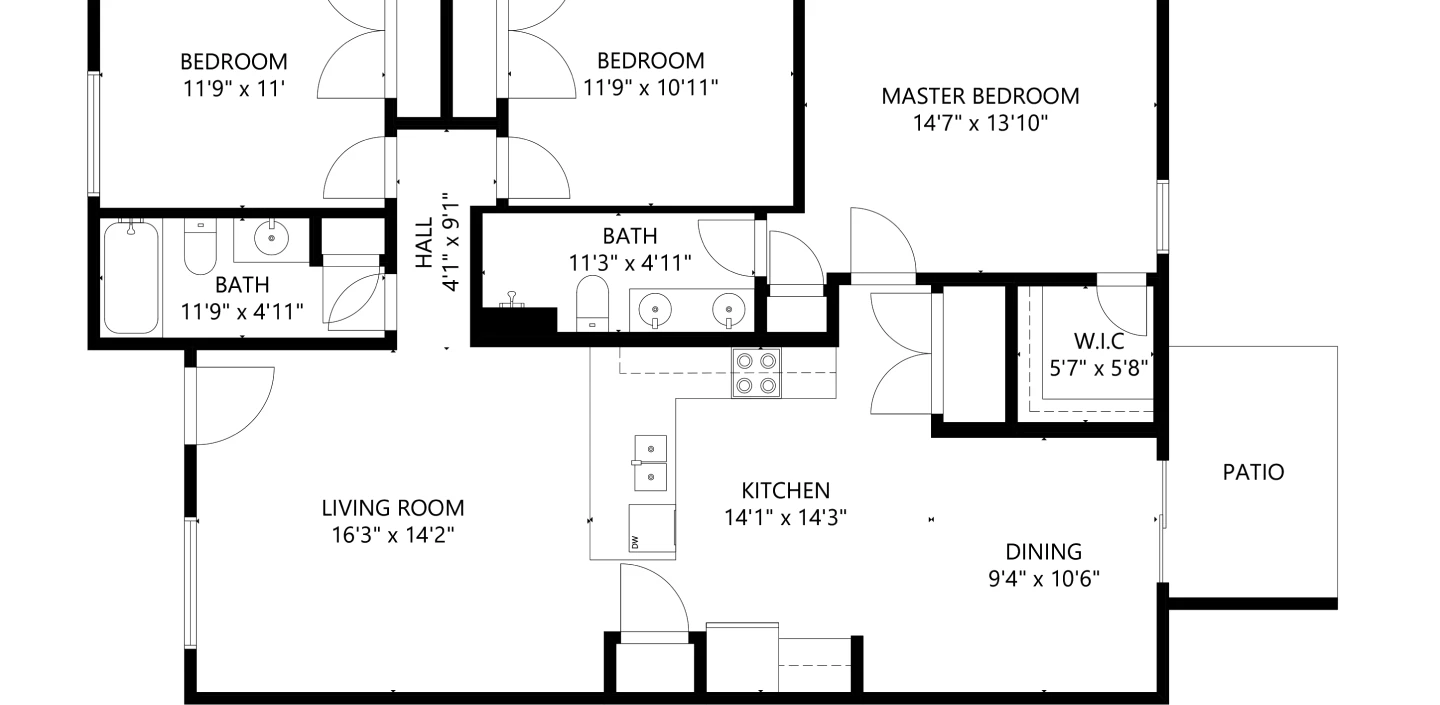 BEDROOM
11'9" x 11'
BEDROOM
11'9" x 10'11"
MASTER BEDROOM
14'7" x 13'10"
HALL
4'1" x 9'1"
BATH
11'3" x 4'11"
BATH
11'9" x 4'11"
W.I.C
5'7" x 5'8"
PATIO
LIVING ROOM
16'3" x 14'2"
KITCHEN
14'1" x 14'3"
DW
DINING
9'4" x 10'6"